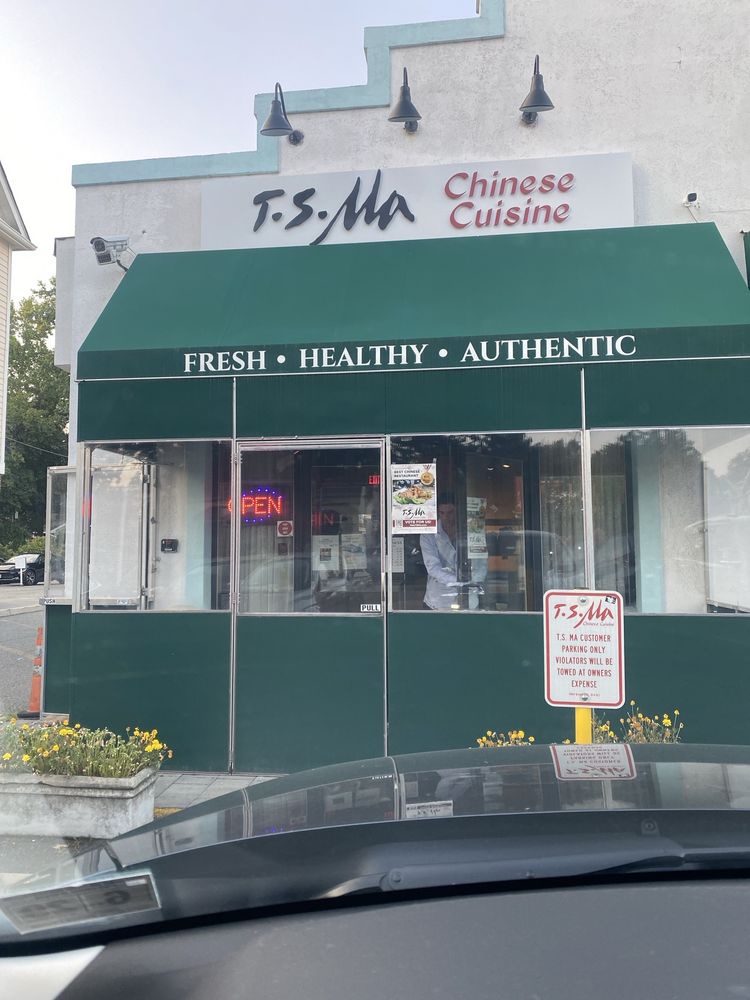 T.S. Ma
Chinese
Cuisine
FRESH • HEALTHY • AUTHENTIC
OPEN
BEST CHINESE
RESTAURANT
T.S. Ma
VOTE FOR US!
PULL
PUSH
T.S. Ma
Chinese Cuisine
T.S. MA CUSTOMER
PARKING ONLY
VIOLATORS WILL BE
TOWED AT OWNERS
EXPENSE